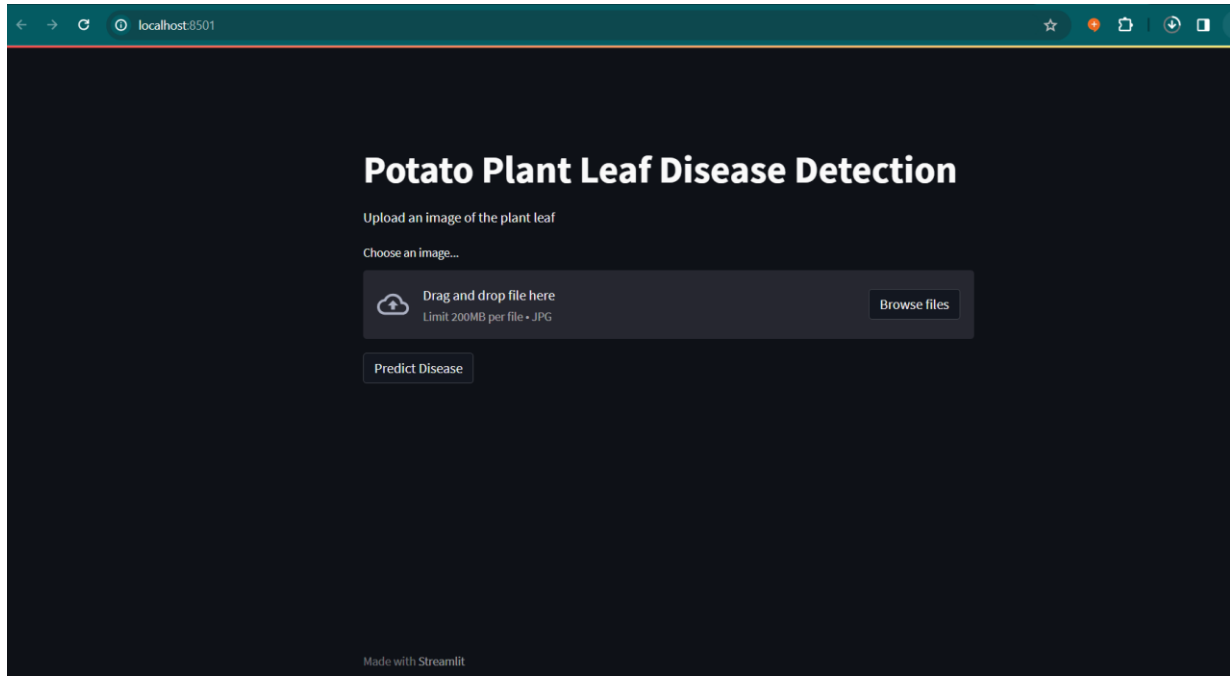 localhost:8501
Potato Plant Leaf Disease Detection
Upload an image of the plant leaf
Choose an image...
Drag and drop file here
Limit 200MB per file • JPG
Browse files
Predict Disease
Made with Streamlit